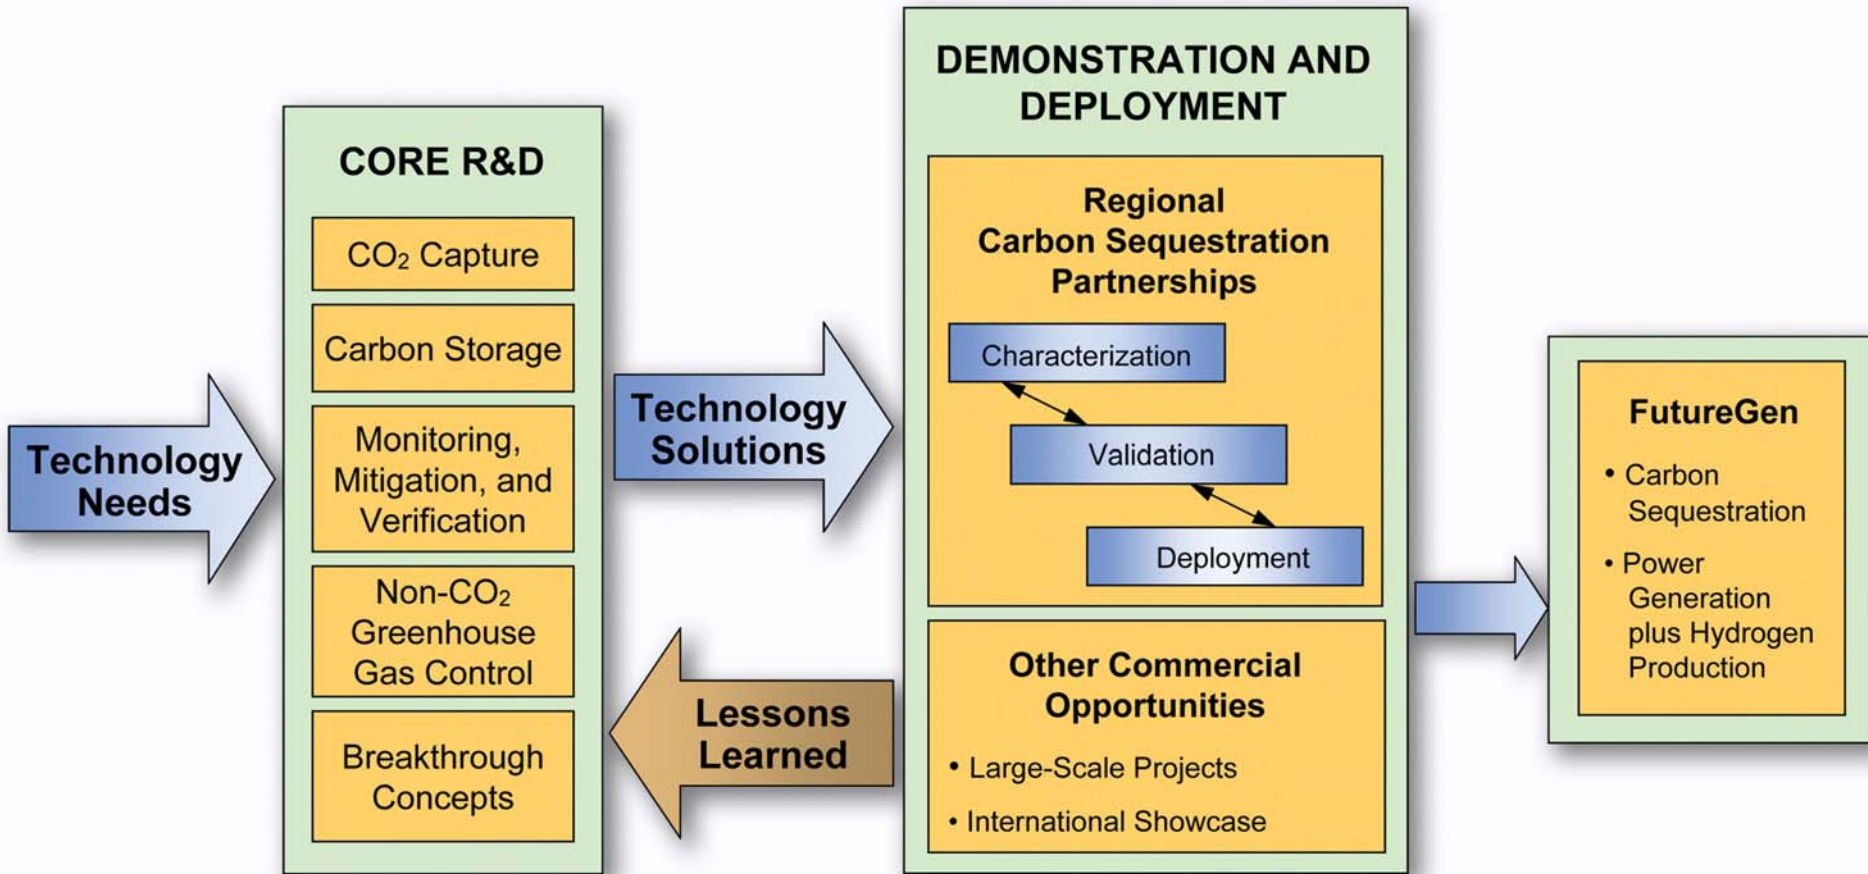 Technology
Needs
CORE R&D
CO₂ Capture
Carbon Storage
Monitoring,
Mitigation, and
Verification
Non-CO₂
Greenhouse
Gas Control
Breakthrough
Concepts
Technology
Solutions
Lessons
Learned
DEMONSTRATION AND
DEPLOYMENT
Regional
Carbon Sequestration
Partnerships
Characterization
Validation
Deployment
Other Commercial
Opportunities
• Large-Scale Projects
• International Showcase
FutureGen
• Carbon
Sequestration
• Power
Generation
plus Hydrogen
Production